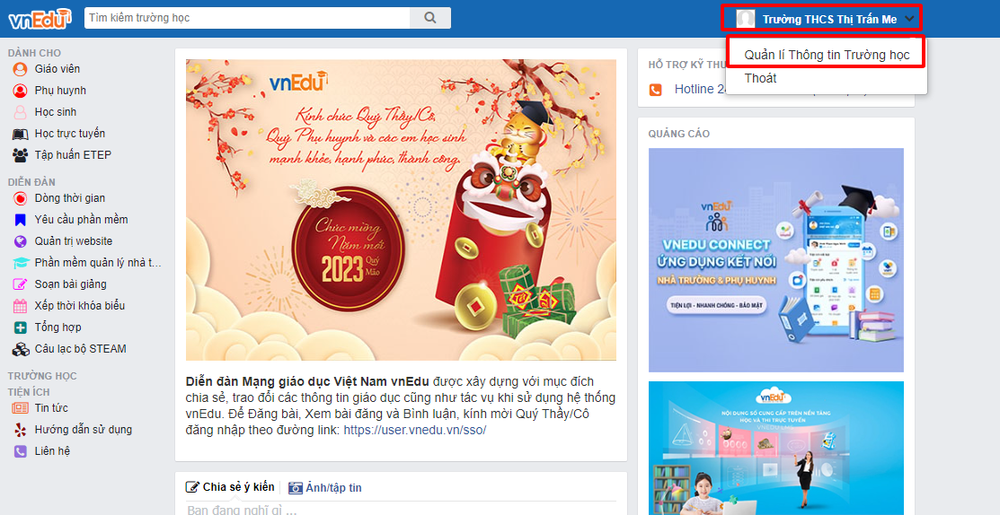 vnEdu
Tìm kiếm trường học
Trường THCS Thị Trấn Me
Quản lí Thông tin Trường học
Thoát
DÀNH CHO
Giáo viên
Phụ huynh
Học sinh
Học trực tuyến
Tập huấn ETEP
DIỄN ĐÀN
Dòng thời gian
Yêu cầu phần mềm
Quản trị website
Phần mềm quản lý nhà t...
Soạn bài giảng
Xếp thời khóa biểu
Tổng hợp
Câu lạc bộ STEAM
TRƯỜNG HỌC
TIỆN ÍCH
Tin tức
Hướng dẫn sử dụng
Liên hệ
vnEdu
Kính chúc Quý Thầy/Cô,
Quý Phụ huynh và các em học sinh
mạnh khỏe, hạnh phúc, thành công.
Chúc mừng
Năm mới
2023 Quý
Mão
Diễn đàn Mạng giáo dục Việt Nam vnEdu được xây dựng với mục đích
chia sẻ, trao đổi các thông tin giáo dục cũng như tác vụ khi sử dụng hệ thống
vnEdu. Để Đăng bài, Xem bài đăng và Bình luận, kính mời Quý Thầy/Cô
đăng nhập theo đường link: https://user.vnedu.vn/sso/
Chia sẻ ý kiến
Ảnh/tập tin
Bạn đang nghĩ gì ...
HỖ TRỢ KỸ THU
Hotline 24
QUẢNG CÁO
vnEdu
VNEDU CONNECT
ỨNG DỤNG KẾT NỐI
NHÀ TRƯỜNG & PHỤ HUYNH
TIỆN LỢI - NHANH CHÓNG - BẢO MẬT
vnEdu
NỘI DUNG SỐ CUNG CẤP TRÊN NỀN TẢNG
HỌC VÀ THI TRỰC TUYẾN
VNEDU LMS